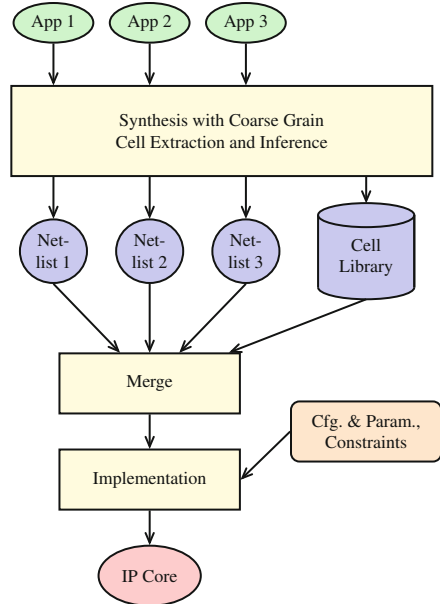 App 1
App 2
App 3
Synthesis with Coarse Grain
Cell Extraction and Inference
Net-
list 1
Net-
list 2
Net-
list 3
Cell
Library
Merge
Cfg. & Param.,
Constraints
Implementation
IP Core